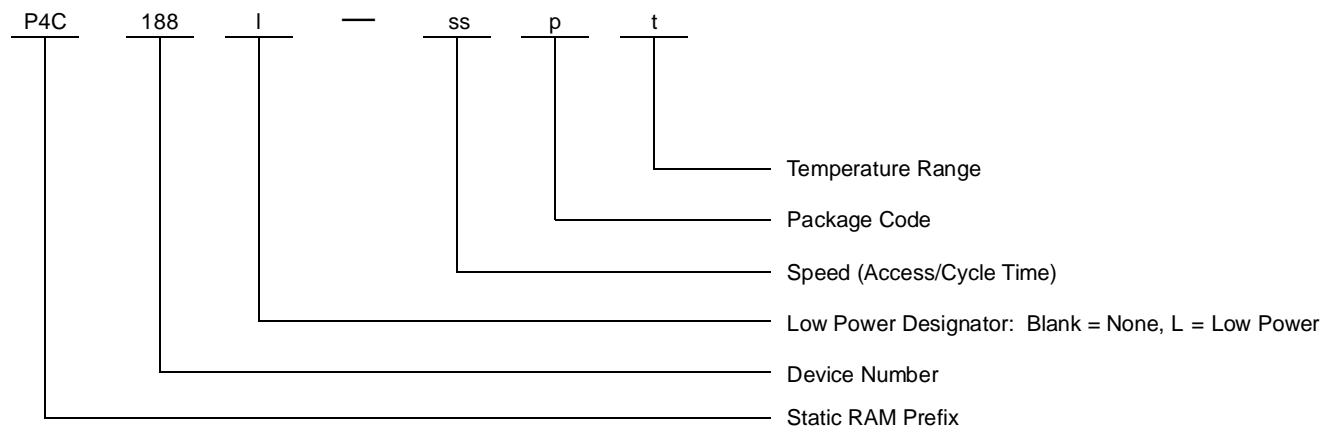 P4C 188 l — ss p t
Temperature Range
Package Code
Speed (Access/Cycle Time)
Low Power Designator: Blank = None, L = Low Power
Device Number
Static RAM Prefix